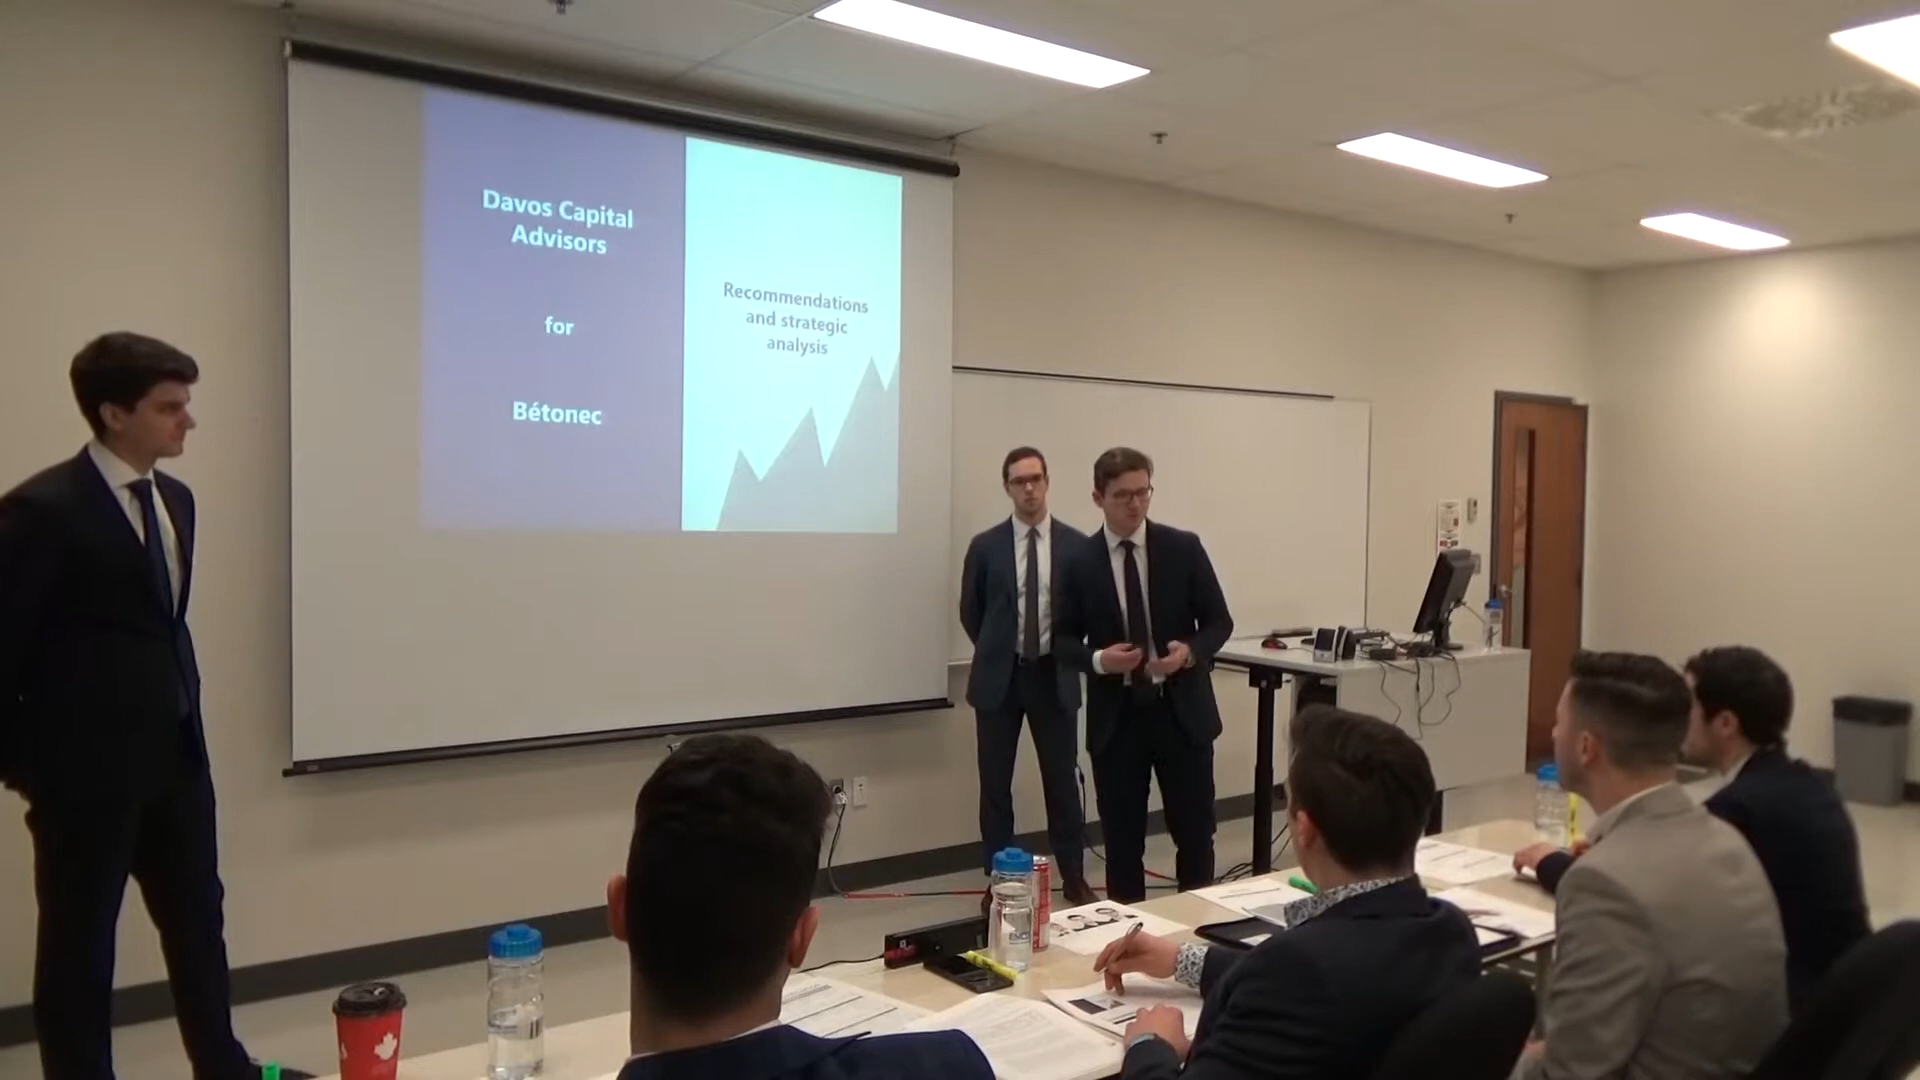 Davos Capital
Advisors
for
Bétonec
Recommendations
and strategic
analysis